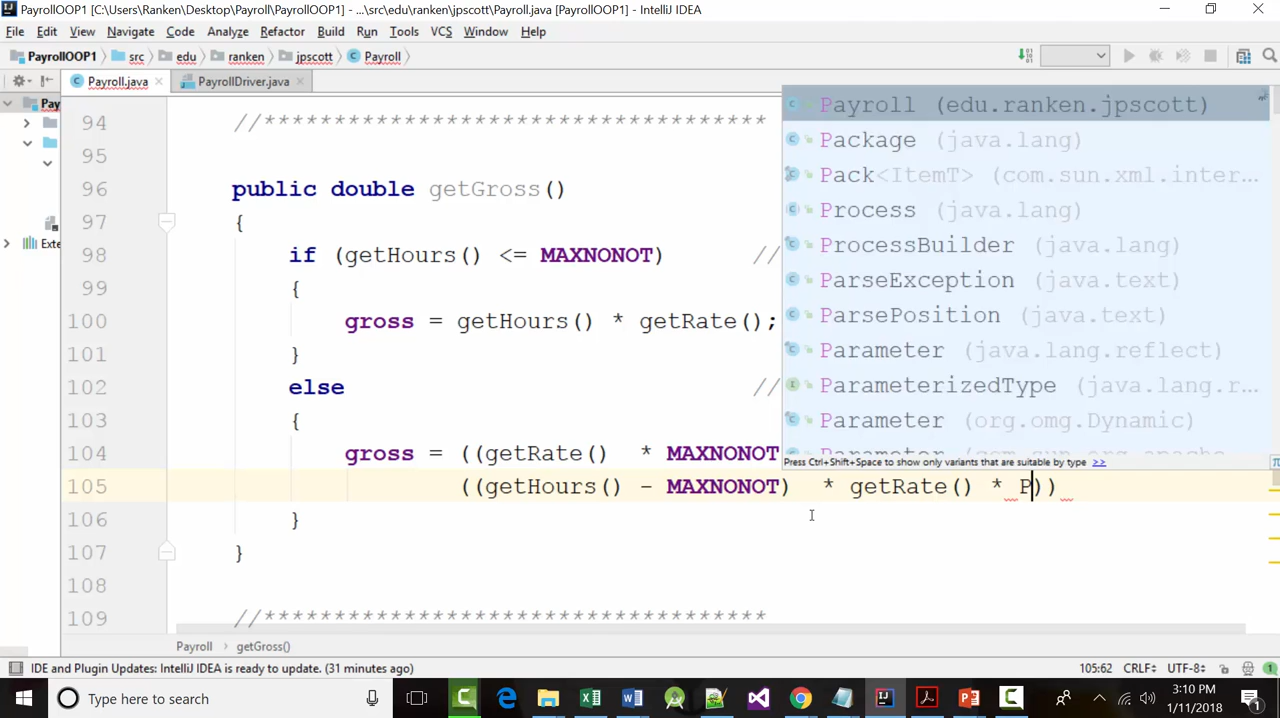 PayrollOOP1 [C:\Users\Ranken\Desktop\Payroll\PayrollOOP1] - ...\src\edu\ranken\jpscott\Payroll.java [PayrollOOP1] - IntelliJ IDEA
File Edit View Navigate Code Analyze Refactor Build Run Tools VCS Window Help
PayrollOOP1 src edu ranken jpscott Payroll
Payroll.java PayrollDriver.java
Pay
Exte
94 //************************************
95
96 public double getGross()
97 {
98 if (getHours() <= MAXNONOT) //
99 {
100 gross = getHours() * getRate();
101 }
102 else //
103 {
104 gross = ((getRate() * MAXNONOT
105 ((getHours() - MAXNONOT) * getRate() * P))
106 }
107 }
108
109 //************************************
Payroll (edu.ranken.jpscott)
Package (java.lang)
Pack<ItemT> (com.sun.xml.inter...
Process (java.lang)
ProcessBuilder (java.lang)
ParseException (java.text)
ParsePosition (java.text)
Parameter (java.lang.reflect)
ParameterizedType (java.lang.r...
Parameter (org.omg.Dynamic)
Press Ctrl+Shift+Space to show only variants that are suitable by type >>
Payroll getGross()
IDE and Plugin Updates: IntelliJ IDEA is ready to update. (31 minutes ago) 105:62 CRLF UTF-8 1
Type here to search
3:10 PM
1/11/2018